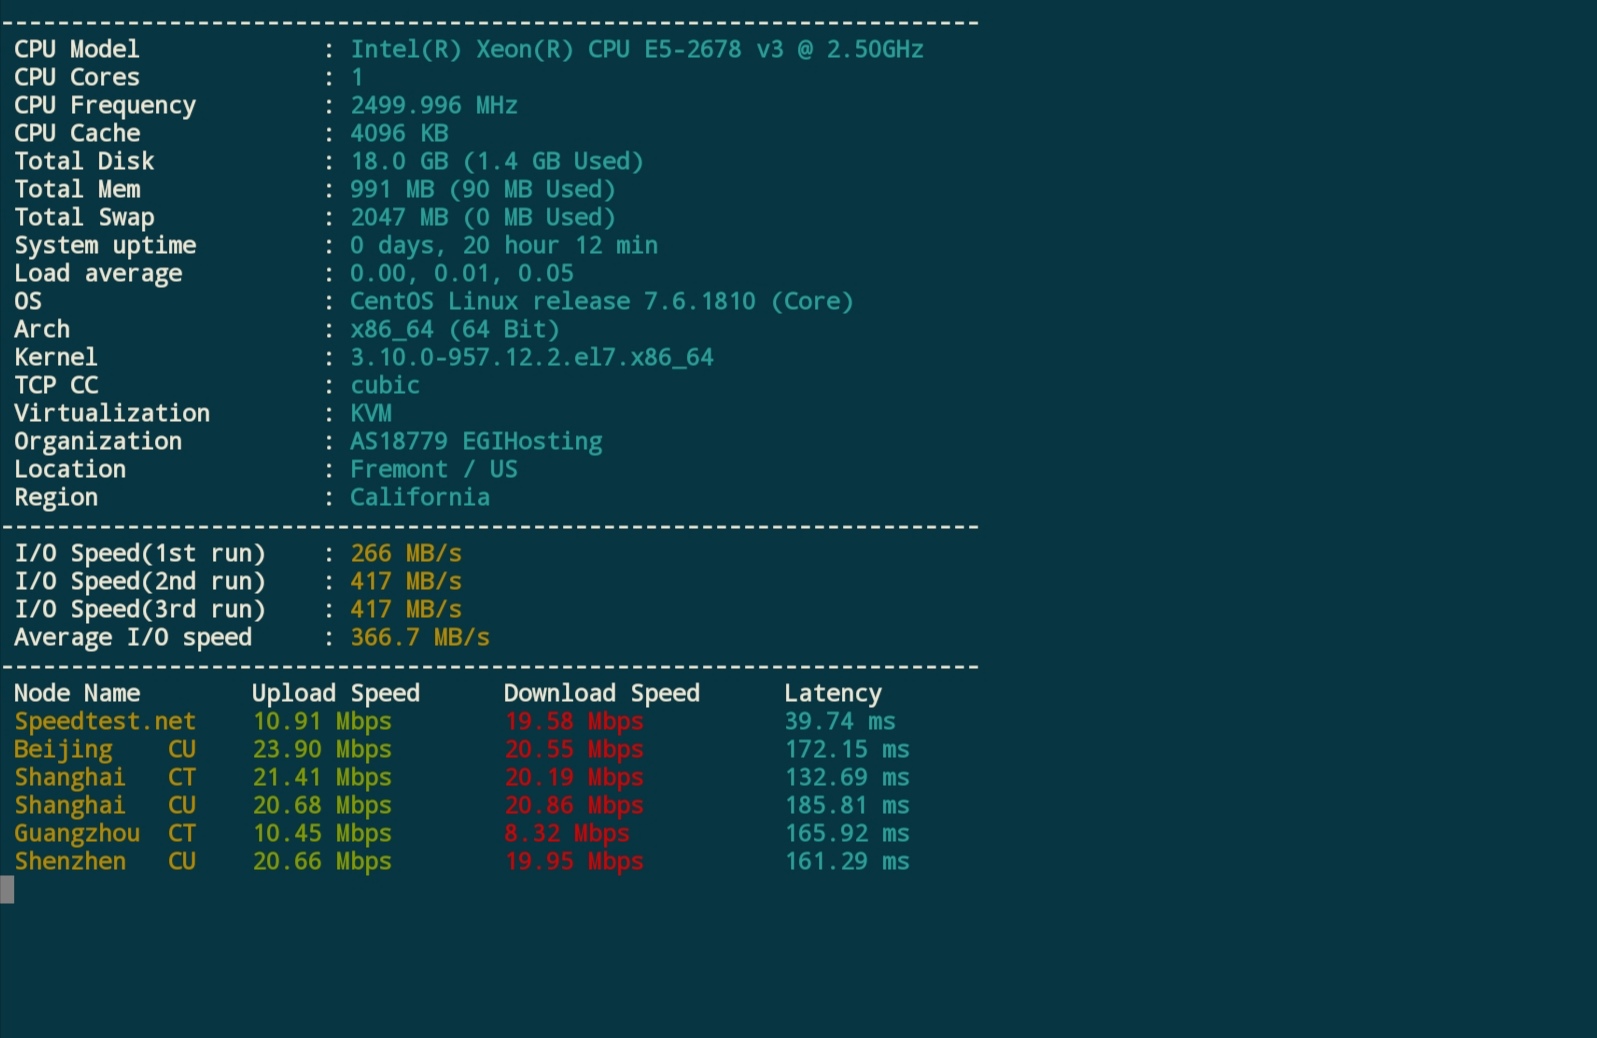 ----------------------------------------------------------------------
CPU Model : Intel(R) Xeon(R) CPU E5-2678 v3 @ 2.50GHz
CPU Cores : 1
CPU Frequency : 2499.996 MHz
CPU Cache : 4096 KB
Total Disk : 18.0 GB (1.4 GB Used)
Total Mem : 991 MB (90 MB Used)
Total Swap : 2047 MB (0 MB Used)
System uptime : 0 days, 20 hour 12 min
Load average : 0.00, 0.01, 0.05
OS : CentOS Linux release 7.6.1810 (Core)
Arch : x86_64 (64 Bit)
Kernel : 3.10.0-957.12.2.el7.x86_64
TCP CC : cubic
Virtualization : KVM
Organization : AS18779 EGIHosting
Location : Fremont / US
Region : California
----------------------------------------------------------------------
I/O Speed(1st run) : 266 MB/s
I/O Speed(2nd run) : 417 MB/s
I/O Speed(3rd run) : 417 MB/s
Average I/O speed : 366.7 MB/s
----------------------------------------------------------------------
Node Name Upload Speed Download Speed Latency
Speedtest.net 10.91 Mbps 19.58 Mbps 39.74 ms
Beijing CU 23.90 Mbps 20.55 Mbps 172.15 ms
Shanghai CT 21.41 Mbps 20.19 Mbps 132.69 ms
Shanghai CU 20.68 Mbps 20.86 Mbps 185.81 ms
Guangzhou CT 10.45 Mbps 8.32 Mbps 165.92 ms
Shenzhen CU 20.66 Mbps 19.95 Mbps 161.29 ms